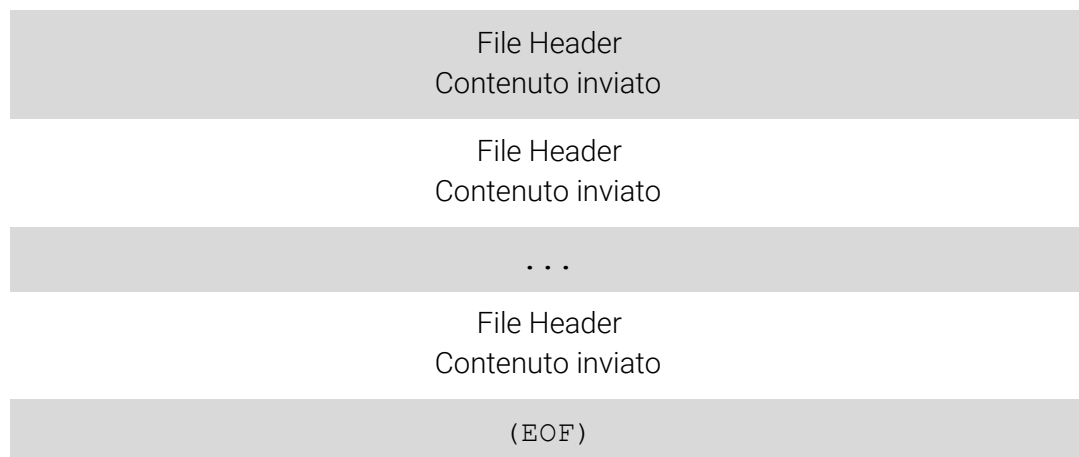 File Header
Contenuto inviato
File Header
Contenuto inviato
...
File Header
Contenuto inviato
(EOF)